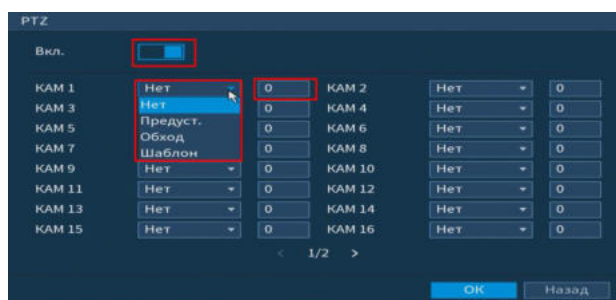 PTZ
Вкл.
КАМ 1 Нет 0 КАМ 2 Нет 0
КАМ 3 Нет 0 КАМ 4 Нет 0
КАМ 5 Предуст. 0 КАМ 6 Нет 0
Обход
КАМ 7 Шаблон 0 КАМ 8 Нет 0
КАМ 9 Нет 0 КАМ 10 Нет 0
КАМ 11 Нет 0 КАМ 12 Нет 0
КАМ 13 Нет 0 КАМ 14 Нет 0
КАМ 15 Нет 0 КАМ 16 Нет 0
< 1/2 >
ОК Назад